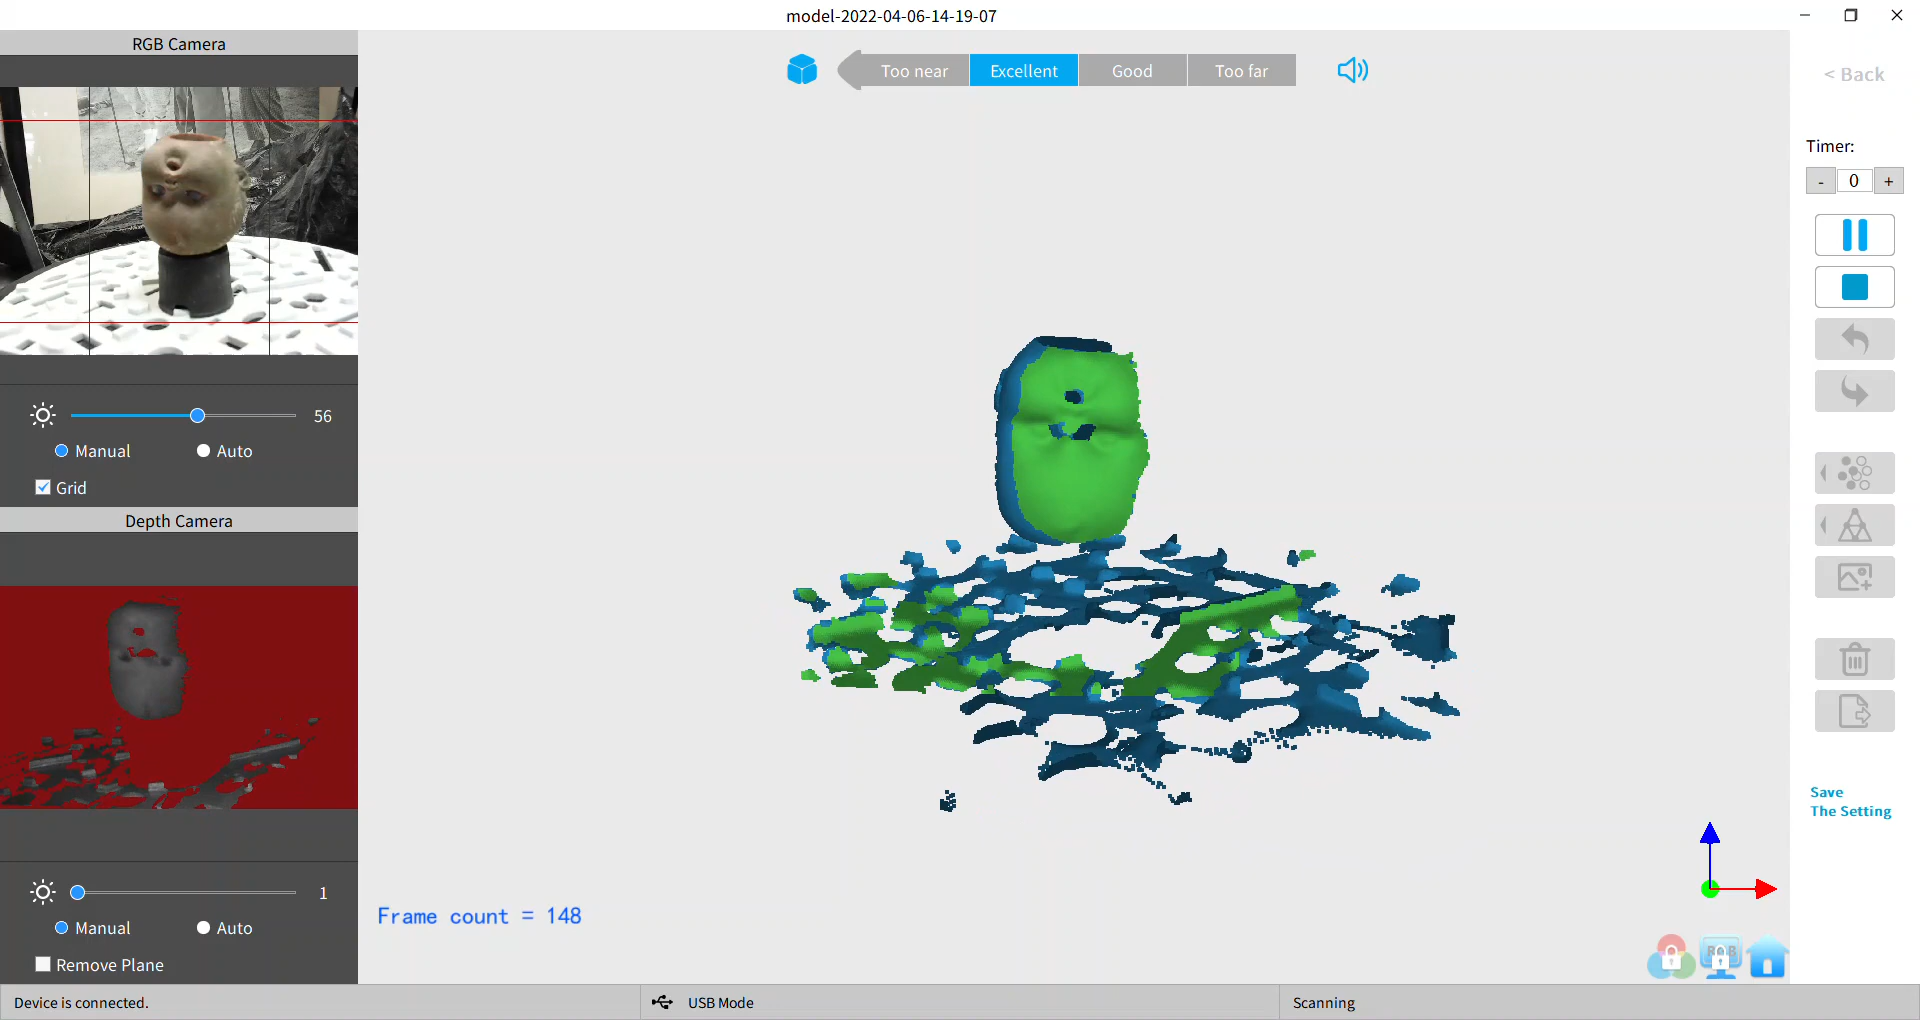 model-2022-04-06-14-19-07
RGB Camera
Too near
Excellent
Good
Too far
< Back
Timer:
- 0 +
56
Manual
Auto
Grid
Depth Camera
Save
The Setting
1
Manual
Auto
Remove Plane
Frame count = 148
RGB
Device is connected.
USB Mode
Scanning